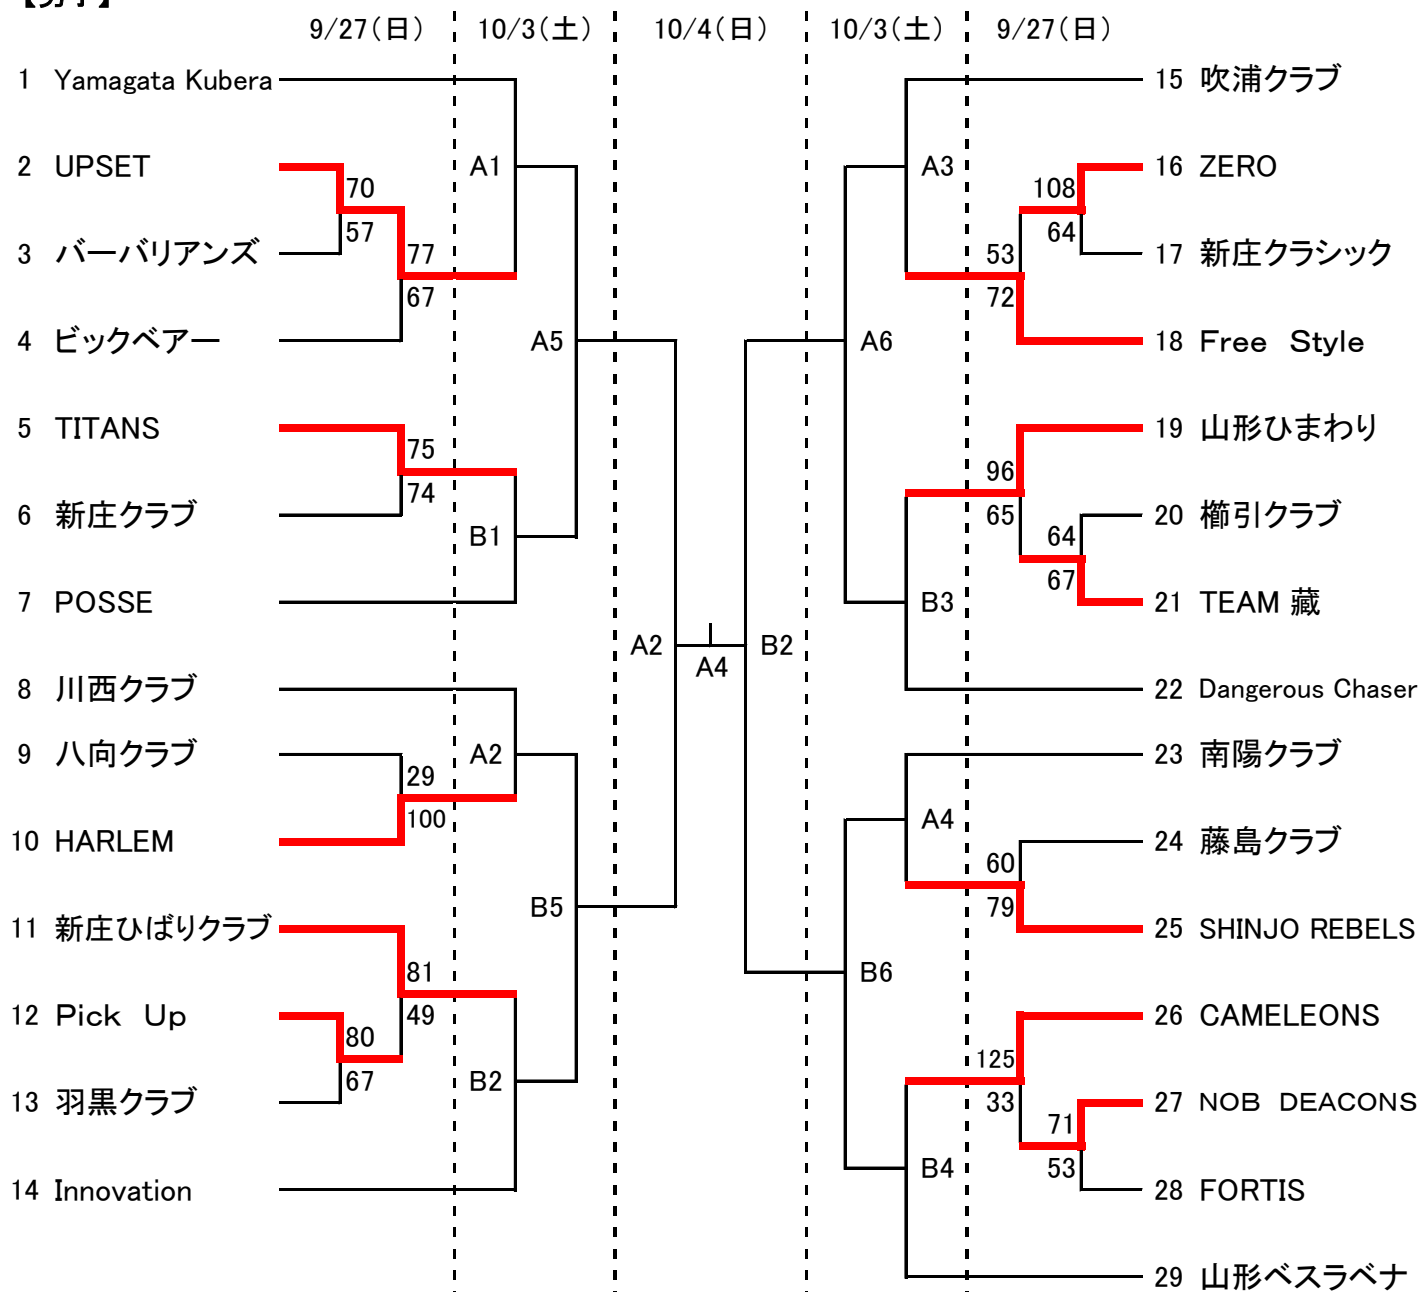 【男子】
9/27(日) 10/3(土) 10/4(日) 10/3(土) 9/27(日)
1 Yamagata Kubera
2 UPSET
3 バーバリアンズ
4 ビックベアー
5 TITANS
6 新庄クラブ
7 POSSE
8 川西クラブ
9 八向クラブ
10 HARLEM
11 新庄ひばりクラブ
12 Pick Up
13 羽黒クラブ
14 Innovation
70
57
77
67
75
74
29
100
81
49
80
67
A1
B1
A2
B2
A5
B5
A2
A4
B2
A6
B6
A3
B3
A4
B4
108
64
53
72
96
65
64
67
60
79
125
33
71
53
15 吹浦クラブ
16 ZERO
17 新庄クラシック
18 Free Style
19 山形ひまわり
20 櫛引クラブ
21 TEAM 藏
22 Dangerous Chaser
23 南陽クラブ
24 藤島クラブ
25 SHINJO REBELS
26 CAMELEONS
27 NOB DEACONS
28 FORTIS
29 山形ベスラベナ